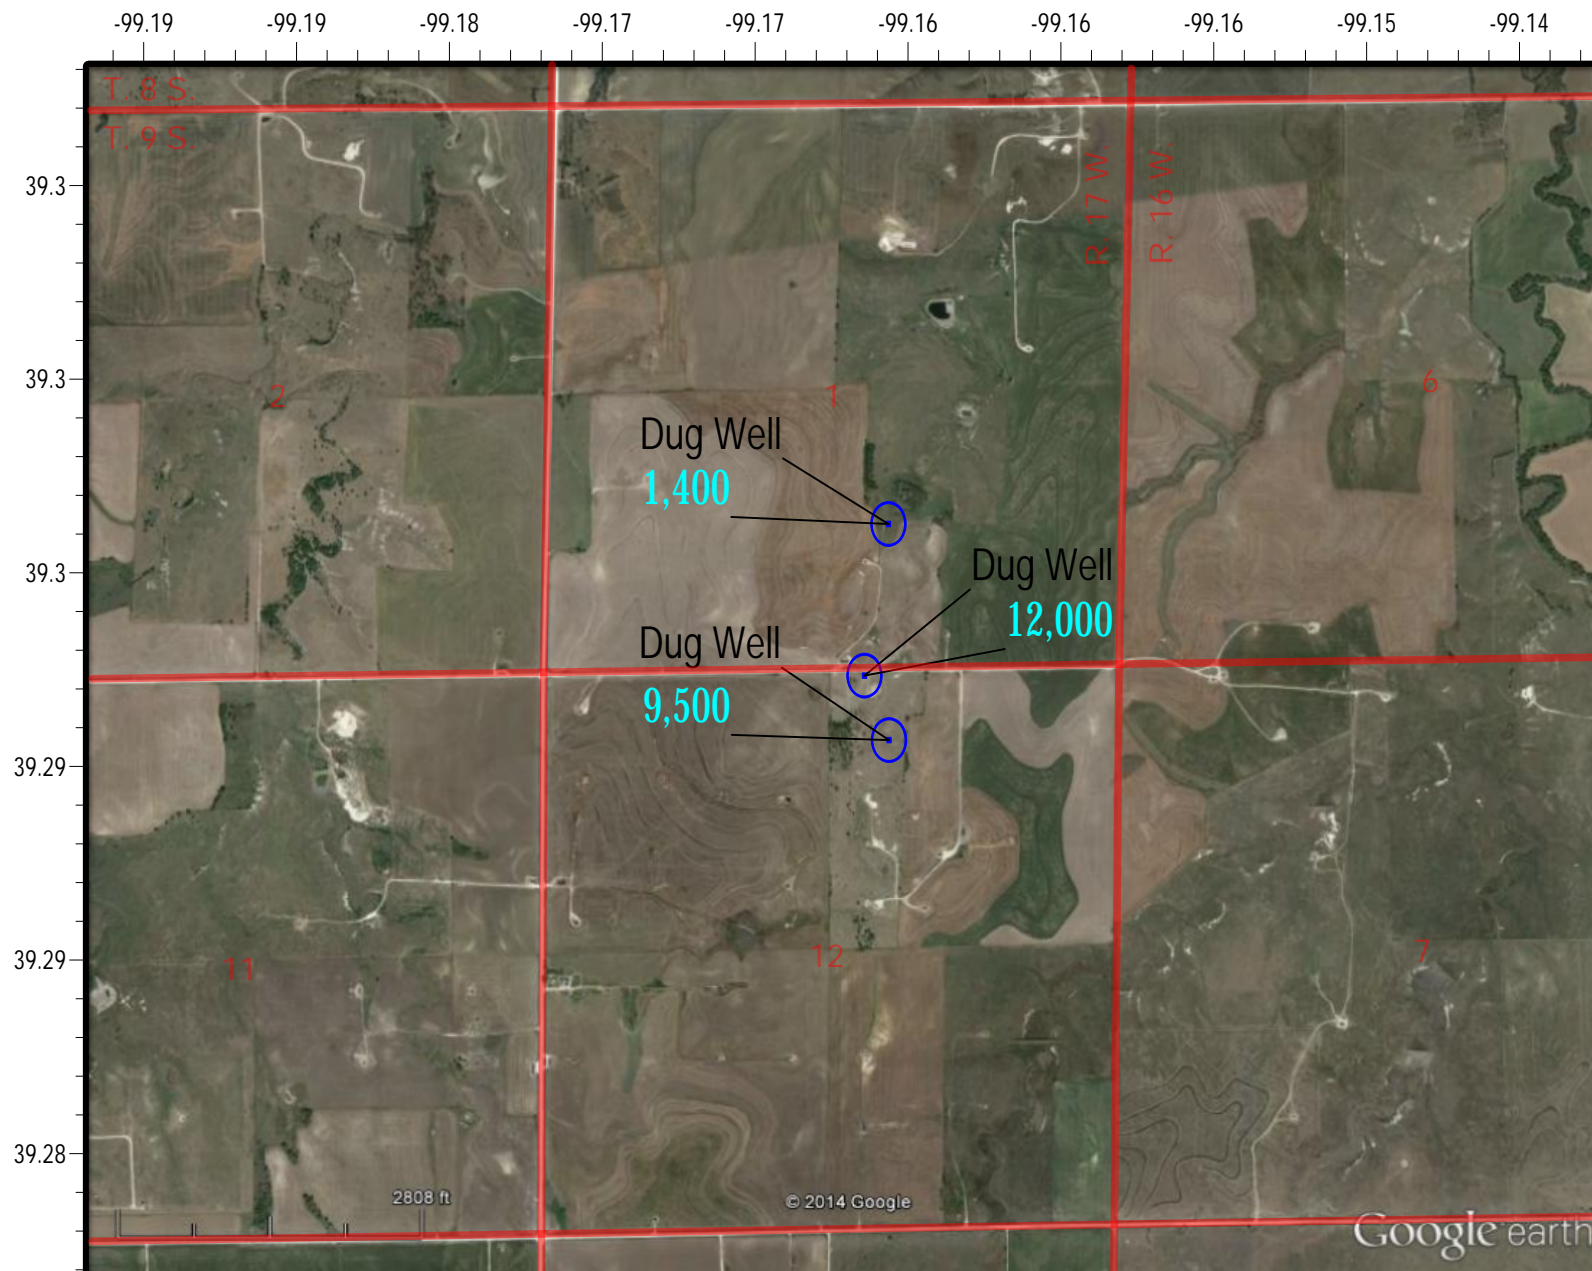 -99.19 -99.19 -99.18 -99.17 -99.17 -99.16 -99.16 -99.16 -99.15 -99.14
T. 8 S.
T. 9 S.
R. 17 W.
R. 16 W.
39.3
39.3
2
1
6
Dug Well
1,400
39.3
Dug Well
12,000
Dug Well
9,500
39.29
39.29
11
12
7
39.28
2808 ft
© 2014 Google
Google earth